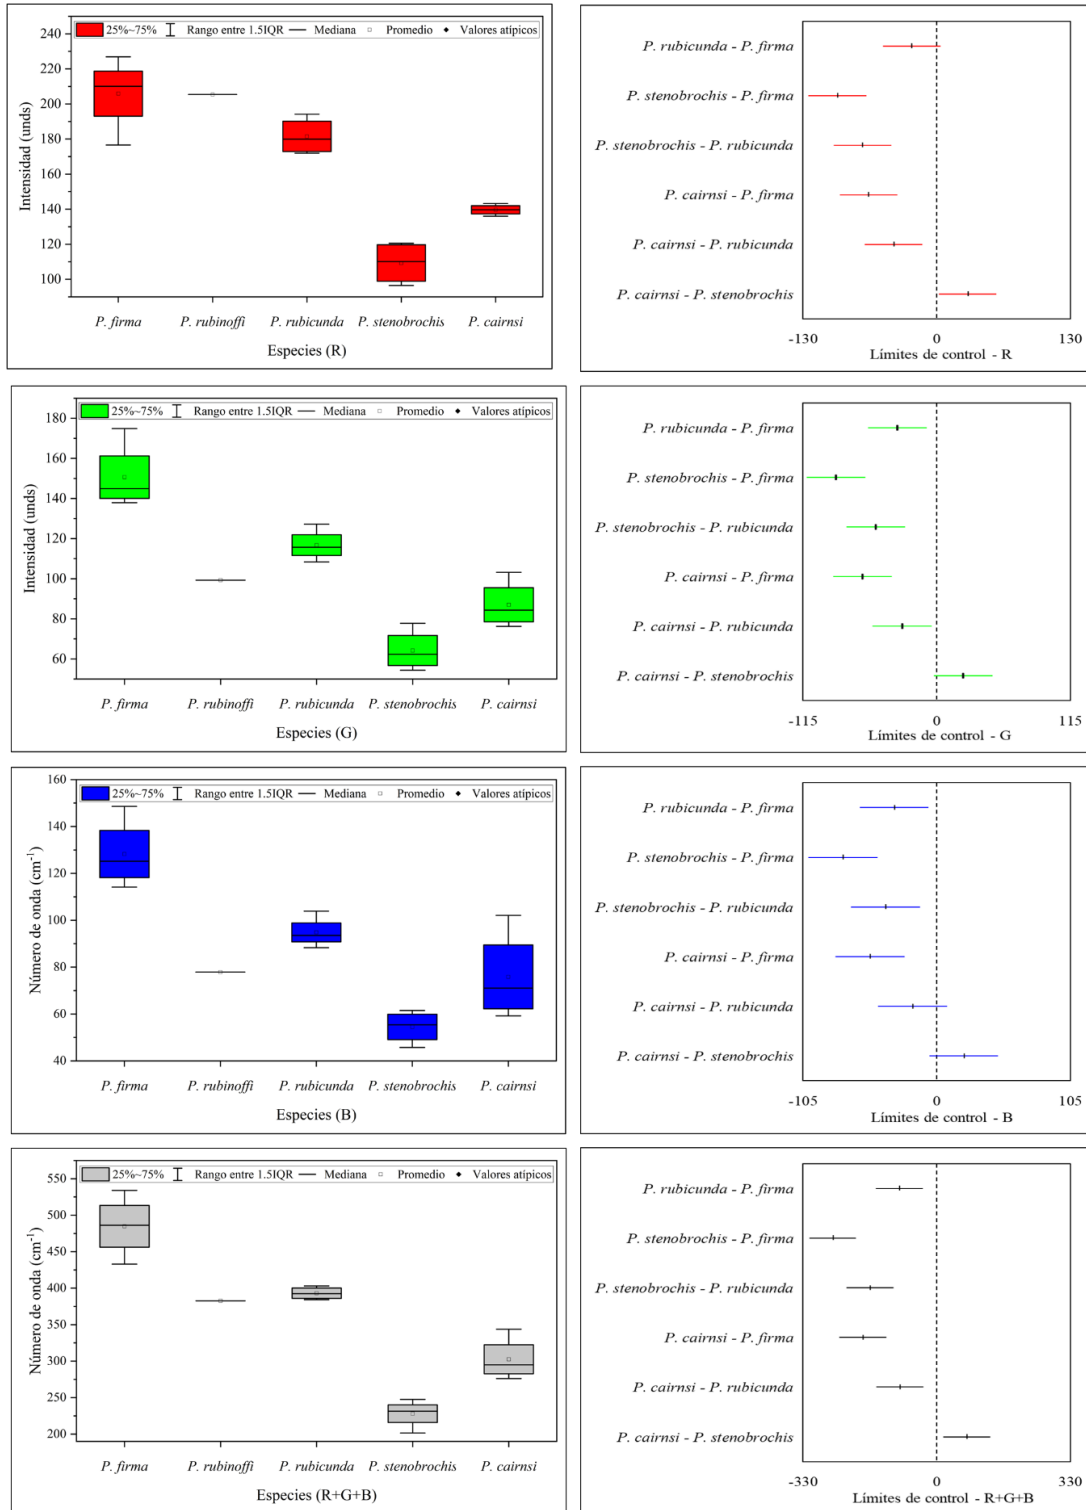 25%~75% Rango entre 1.5IQR Mediana Promedio Valores atípicos
Intensidad (unds)
240
220
200
180
160
140
120
100
P. firma P. rubinoffi P. rubicunda P. stenobrochis P. cairnsi
Especies (R)
P. rubicunda - P. firma
P. stenobrochis - P. firma
P. stenobrochis - P. rubicunda
P. cairnsi - P. firma
P. cairnsi - P. rubicunda
P. cairnsi - P. stenobrochis
-130 0 130
Límites de control - R
25%~75% Rango entre 1.5IQR Mediana Promedio Valores atípicos
Intensidad (unds)
180
160
140
120
100
80
60
P. firma P. rubinoffi P. rubicunda P. stenobrochis P. cairnsi
Especies (G)
P. rubicunda - P. firma
P. stenobrochis - P. firma
P. stenobrochis - P. rubicunda
P. cairnsi - P. firma
P. cairnsi - P. rubicunda
P. cairnsi - P. stenobrochis
-115 0 115
Límites de control - G
25%~75% Rango entre 1.5IQR Mediana Promedio Valores atípicos
Número de onda (cm⁻¹)
160
140
120
100
80
60
40
P. firma P. rubinoffi P. rubicunda P. stenobrochis P. cairnsi
Especies (B)
P. rubicunda - P. firma
P. stenobrochis - P. firma
P. stenobrochis - P. rubicunda
P. cairnsi - P. firma
P. cairnsi - P. rubicunda
P. cairnsi - P. stenobrochis
-105 0 105
Límites de control - B
25%~75% Rango entre 1.5IQR Mediana Promedio Valores atípicos
Número de onda (cm⁻¹)
550
500
450
400
350
300
250
200
P. firma P. rubinoffi P. rubicunda P. stenobrochis P. cairnsi
Especies (R+G+B)
P. rubicunda - P. firma
P. stenobrochis - P. firma
P. stenobrochis - P. rubicunda
P. cairnsi - P. firma
P. cairnsi - P. rubicunda
P. cairnsi - P. stenobrochis
-330 0 330
Límites de control - R+G+B